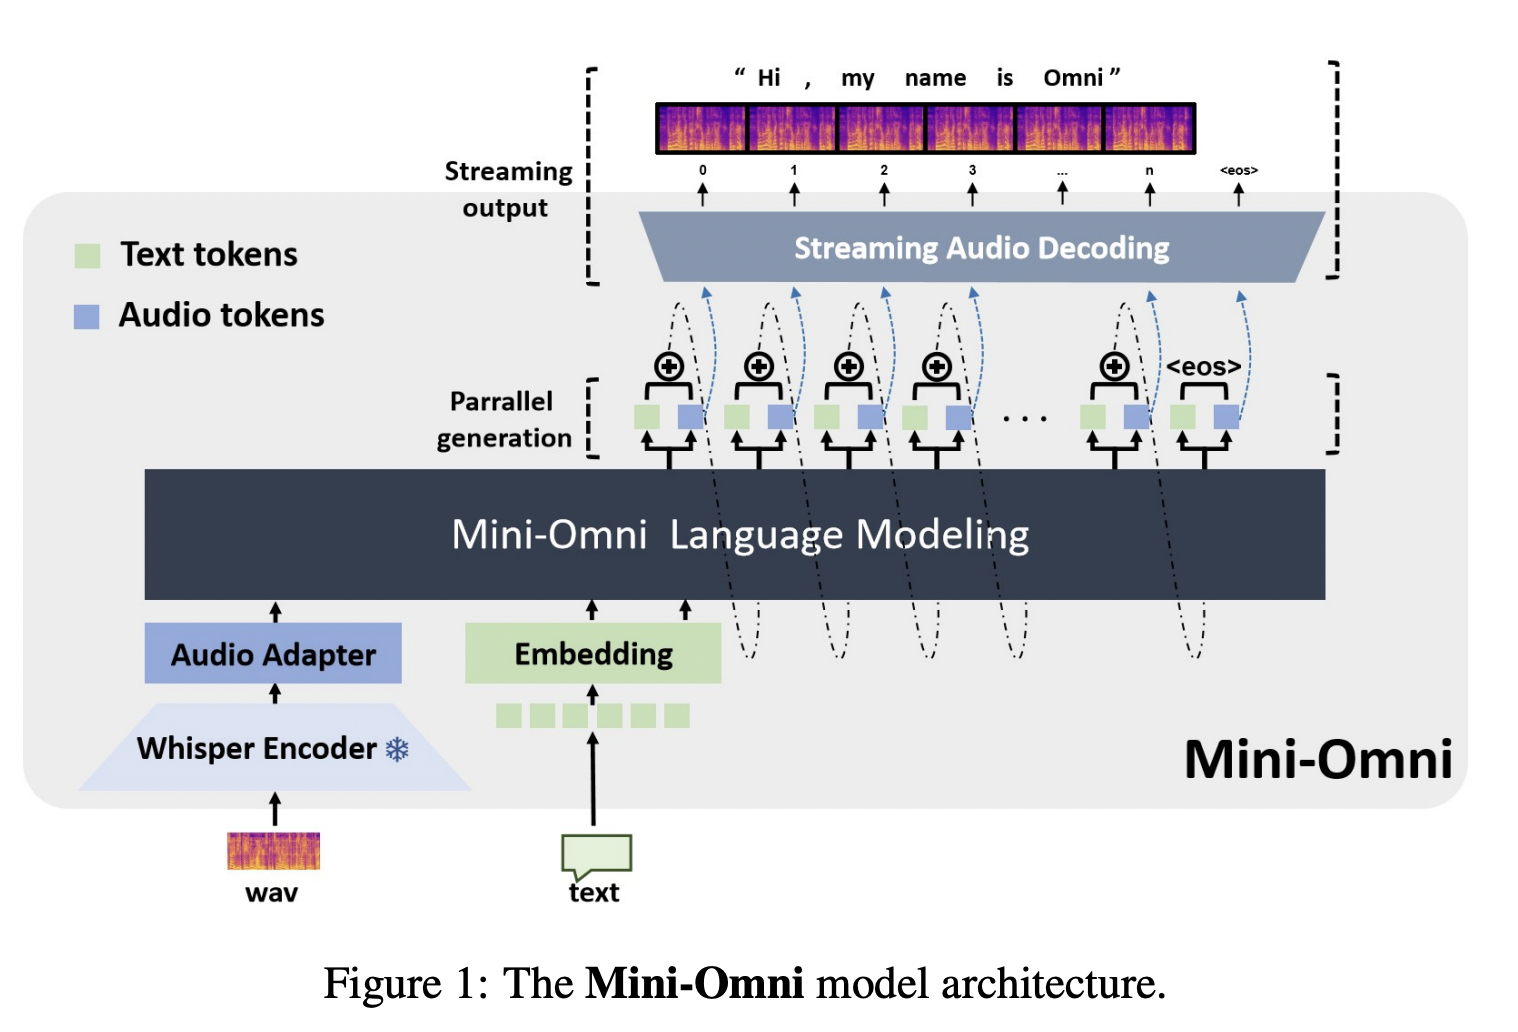 “ Hi , my name is Omni ”
Streaming
output
0 1 2 3 ... n <eos>
Text tokens
Audio tokens
Streaming Audio Decoding
Parrallel
generation
<eos>
. . .
Mini-Omni Language Modeling
Audio Adapter
Embedding
Whisper Encoder
Mini-Omni
wav
text
Figure 1: The Mini-Omni model architecture.